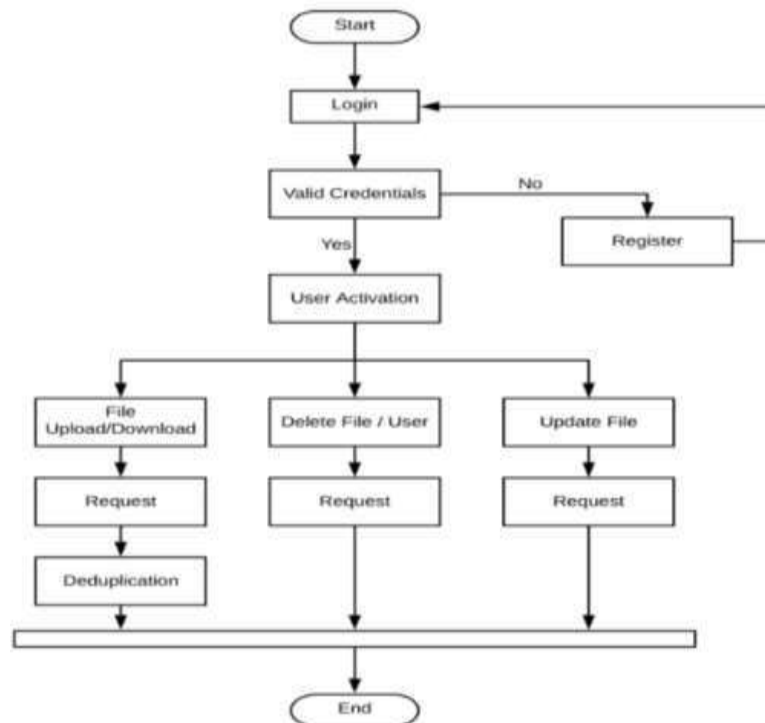 Start
Login
Valid Credentials
No
Register
Yes
User Activation
File
Upload/Download
Delete File / User
Update File
Request
Request
Request
Deduplication
End